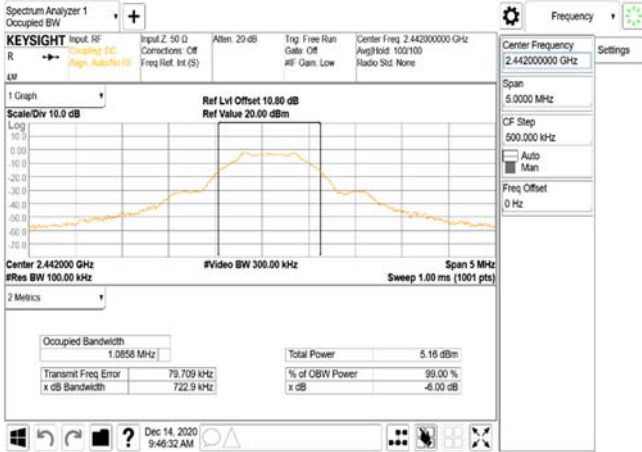 Spectrum Analyzer 1
Occupied BW
+
Frequency
KEYSIGHT
R
Input: RF
Coupling: DC
Align: Auto/No RF
Input Z: 50 Ω
Corrections: Off
Freq Ref: Int (S)
Atten: 20 dB
Trig: Free Run
Gate: Off
#IF Gain: Low
Center Freq: 2.442000000 GHz
Avg|Hold: 100/100
Radio Std: None
1 Graph
Scale/Div 10.0 dB
Ref Lvl Offset 10.80 dB
Ref Value 20.00 dBm
Log
10.0
0.00
-10.0
-20.0
-30.0
-40.0
-50.0
-60.0
-70.0
Center 2.442000 GHz
#Res BW 100.00 kHz
#Video BW 300.00 kHz
Span 5 MHz
Sweep 1.00 ms (1001 pts)
2 Metrics
Occupied Bandwidth
1.0858 MHz
Transmit Freq Error 79.709 kHz
x dB Bandwidth 722.9 kHz
Total Power 5.16 dBm
% of OBW Power 99.00 %
x dB -6.00 dB
Center Frequency
2.442000000 GHz
Settings
Span
5.0000 MHz
CF Step
500.000 kHz
Auto
Man
Freq Offset
0 Hz
?
Dec 14, 2020
9:46:32 AM